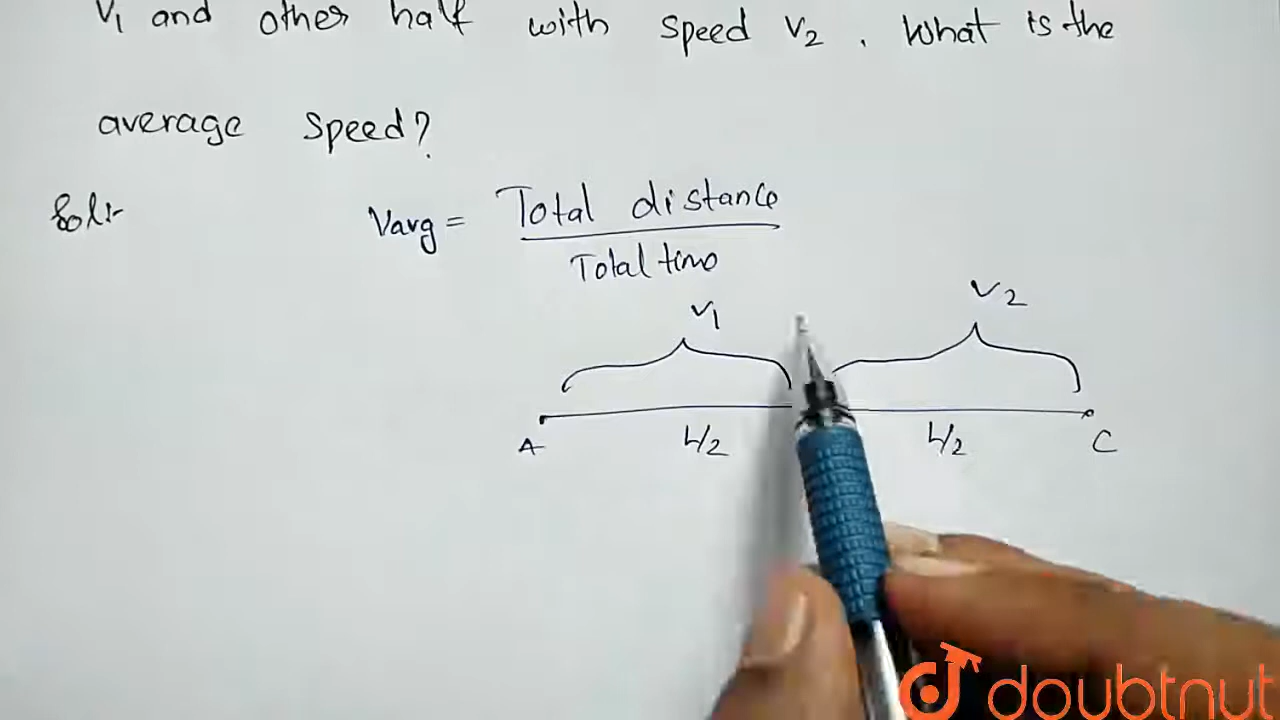 V1 and other half with speed V2 . What is the
average speed?
Sol:-
Varg = Total distance
Total time
V1
V2
A
L/2
L/2
C
doubtnut